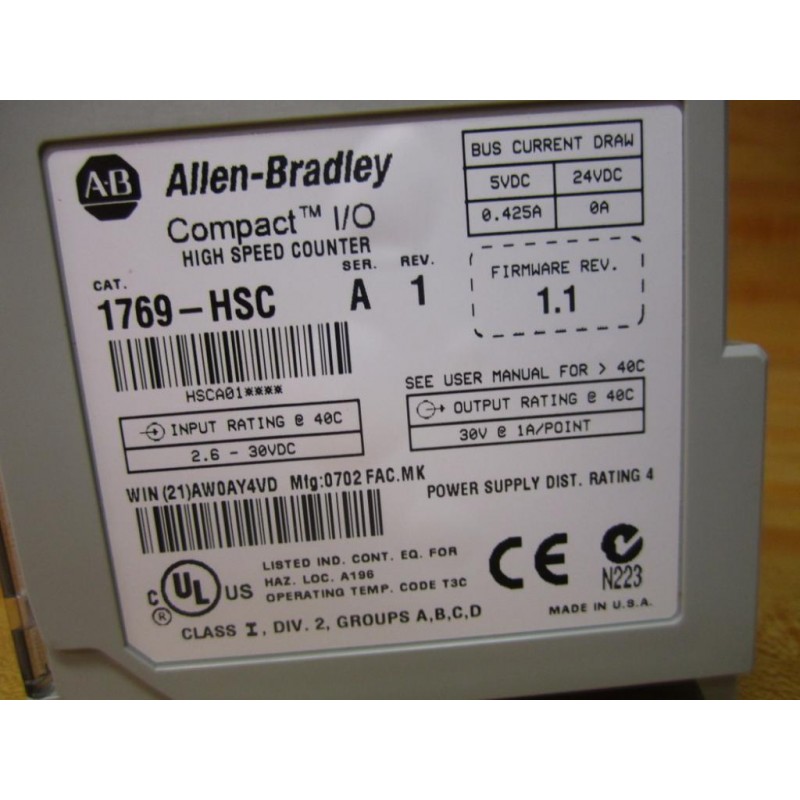 A·B Allen-Bradley
Compact™ I/O
HIGH SPEED COUNTER
CAT. SER. REV.
1769-HSC A 1
HSCA01****
BUS CURRENT DRAW
5VDC 24VDC
0.425A 0A
FIRMWARE REV.
1.1
SEE USER MANUAL FOR > 40C
INPUT RATING @ 40C
2.6 - 30VDC
OUTPUT RATING @ 40C
30V @ 1A/POINT
WIN (21)AW0AY4VD Mfg:0702 FAC.MK
POWER SUPPLY DIST. RATING 4
C UL US
®
LISTED IND. CONT. EQ. FOR
HAZ. LOC. A196
OPERATING TEMP. CODE T3C
CLASS I, DIV. 2, GROUPS A,B,C,D
CE
N223
MADE IN U.S.A.